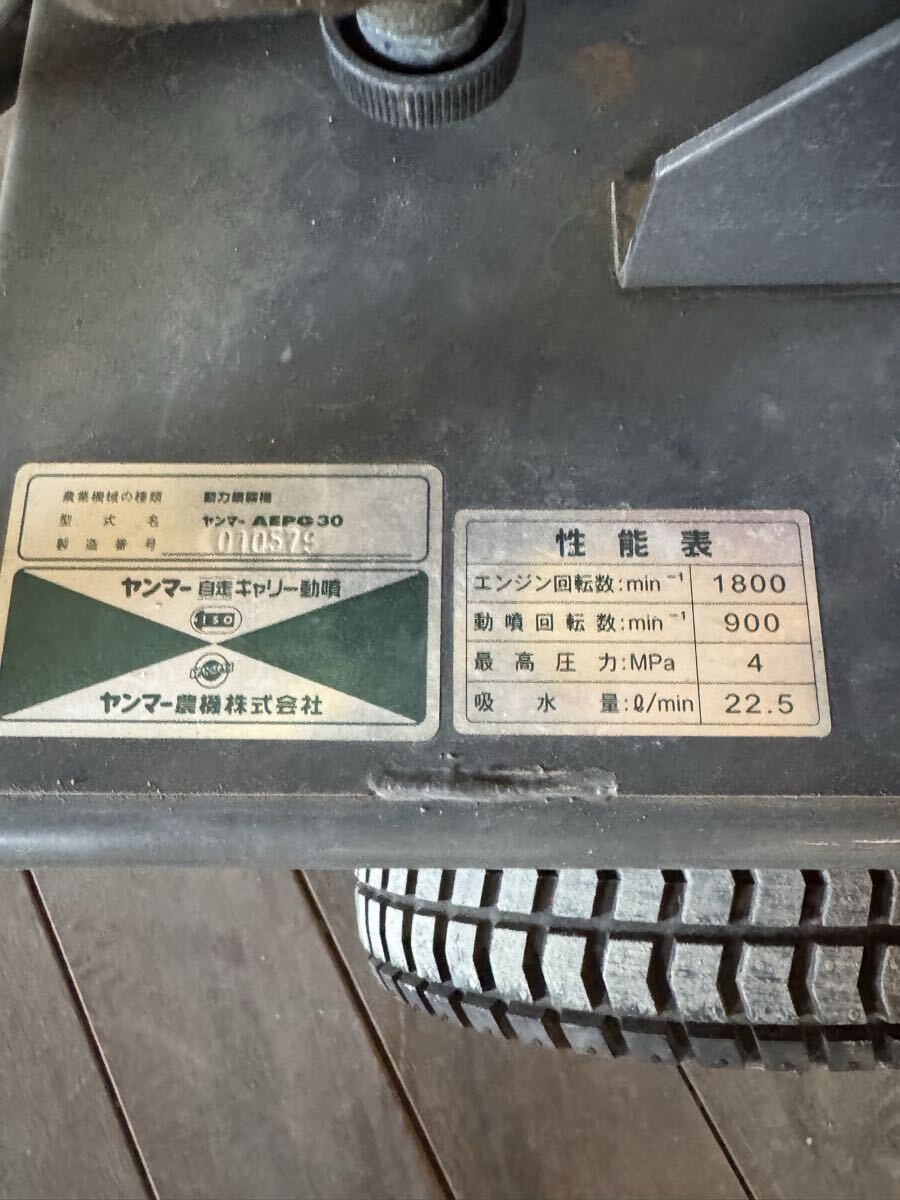 農業機械の種類 動力噴霧機
型式名 ヤンマー AEPC30
製造番号 010579
ヤンマー自走キャリー動噴
ISO
YANMAR
ヤンマー農機株式会社
性能表
エンジン回転数:min⁻¹ 1800
動噴回転数:min⁻¹ 900
最高圧力:MPa 4
吸水量:ℓ/min 22.5